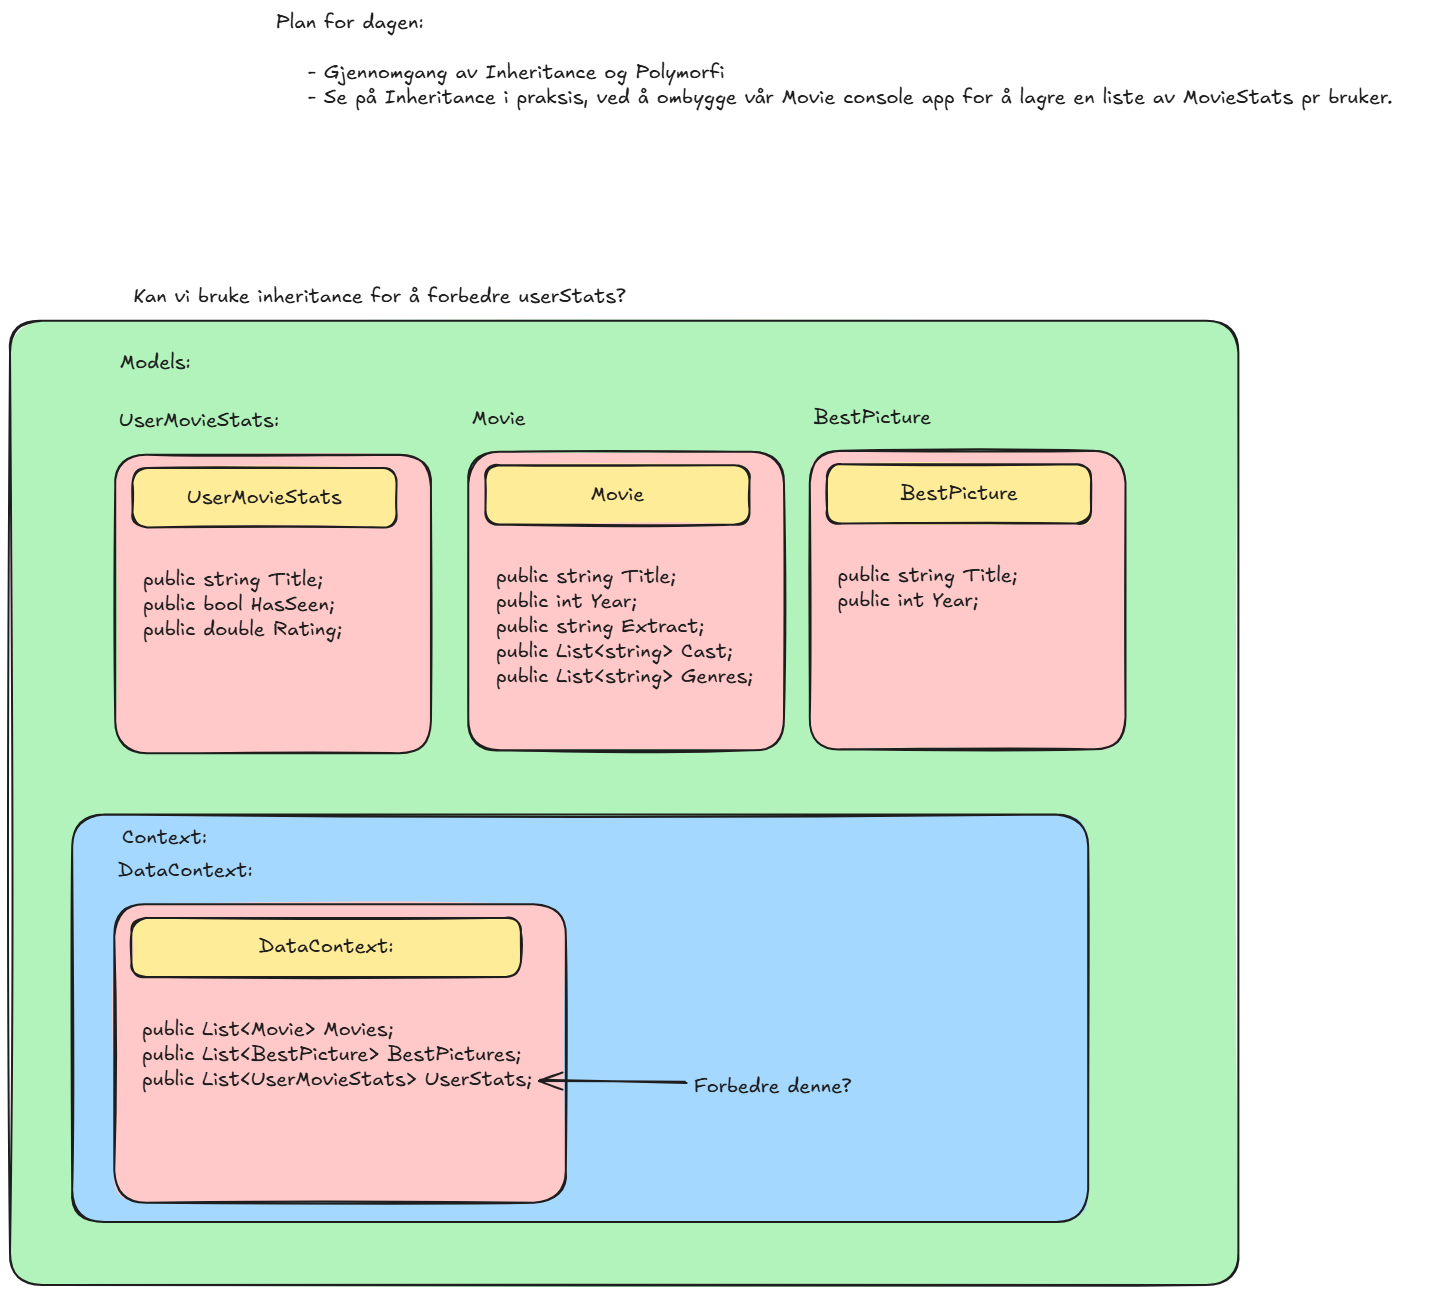 Plan for dagen:
- Gjennomgang av Inheritance og Polymorfi
- Se på Inheritance i praksis, ved å ombygge vår Movie console app for å lagre en liste av MovieStats pr bruker.
Kan vi bruke inheritance for å forbedre userStats?
Models:
UserMovieStats:
UserMovieStats
public string Title;
public bool HasSeen;
public double Rating;
Movie
Movie
public string Title;
public int Year;
public string Extract;
public List<string> Cast;
public List<string> Genres;
BestPicture
BestPicture
public string Title;
public int Year;
Context:
DataContext:
DataContext:
public List<Movie> Movies;
public List<BestPicture> BestPictures;
public List<UserMovieStats> UserStats;
Forbedre denne?